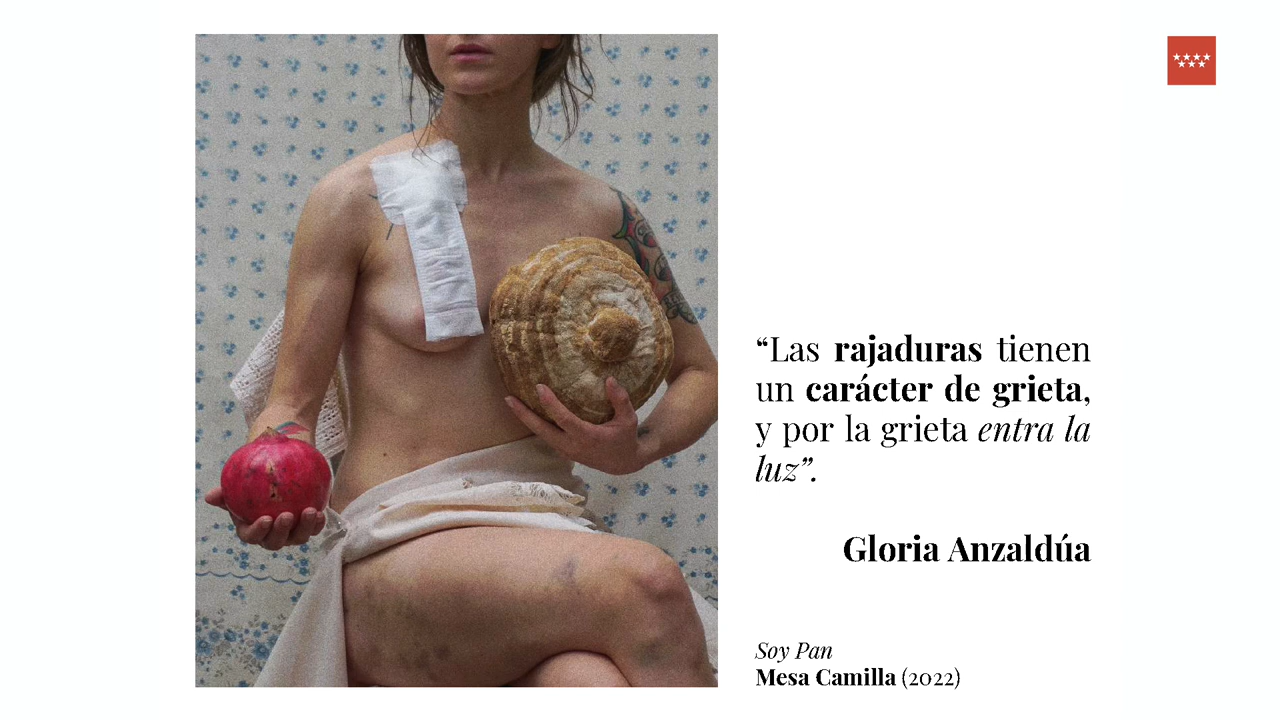 “Las rajaduras tienen
un carácter de grieta,
y por la grieta entra la
luz”.
Gloria Anzaldúa
Soy Pan
Mesa Camilla (2022)